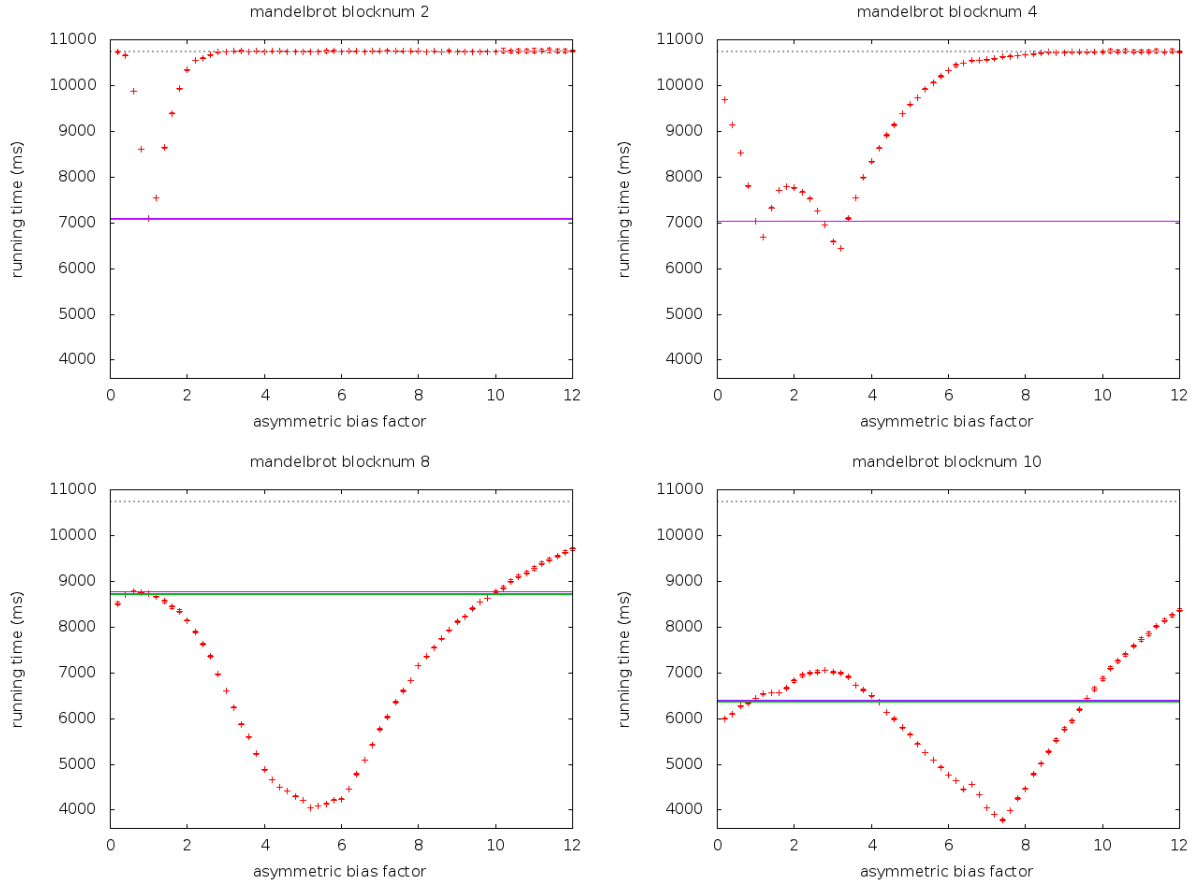 mandelbrot blocknum 2
11000
10000
9000
8000
7000
6000
5000
4000
running time (ms)
0 2 4 6 8 10 12
asymmetric bias factor
mandelbrot blocknum 4
11000
10000
9000
8000
7000
6000
5000
4000
running time (ms)
0 2 4 6 8 10 12
asymmetric bias factor
mandelbrot blocknum 8
11000
10000
9000
8000
7000
6000
5000
4000
running time (ms)
0 2 4 6 8 10 12
asymmetric bias factor
mandelbrot blocknum 10
11000
10000
9000
8000
7000
6000
5000
4000
running time (ms)
0 2 4 6 8 10 12
asymmetric bias factor